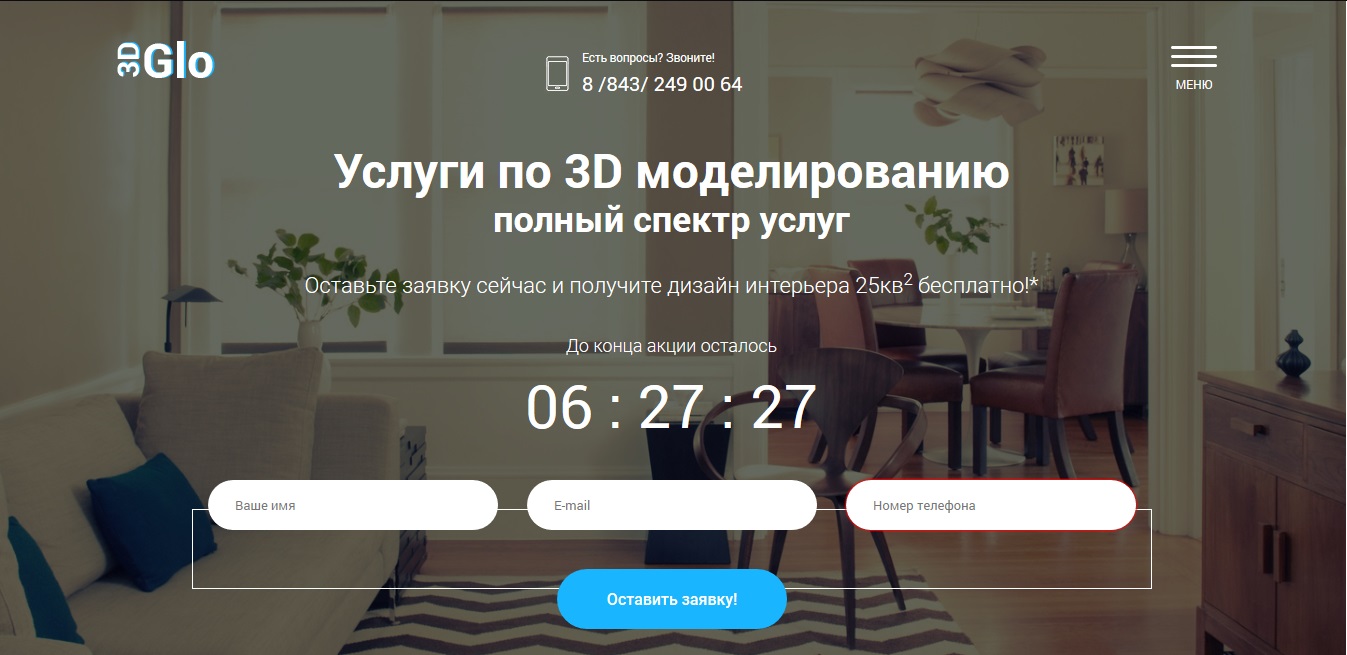 3D Glo
Есть вопросы? Звоните!
8 /843/ 249 00 64
МЕНЮ
Услуги по 3D моделированию
полный спектр услуг
Оставьте заявку сейчас и получите дизайн интерьера 25кв² бесплатно!*
До конца акции осталось
06 : 27 : 27
Ваше имя
E-mail
Номер телефона
Оставить заявку!